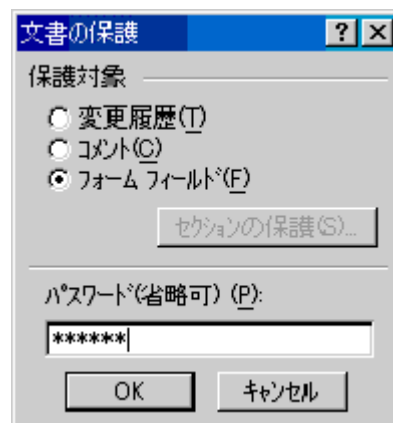 文書の保護
保護対象
変更履歴(T)
コメント(C)
フォーム フィールド(F)
セクションの保護(S)...
パスワード(省略可) (P):
******
OK キャンセル